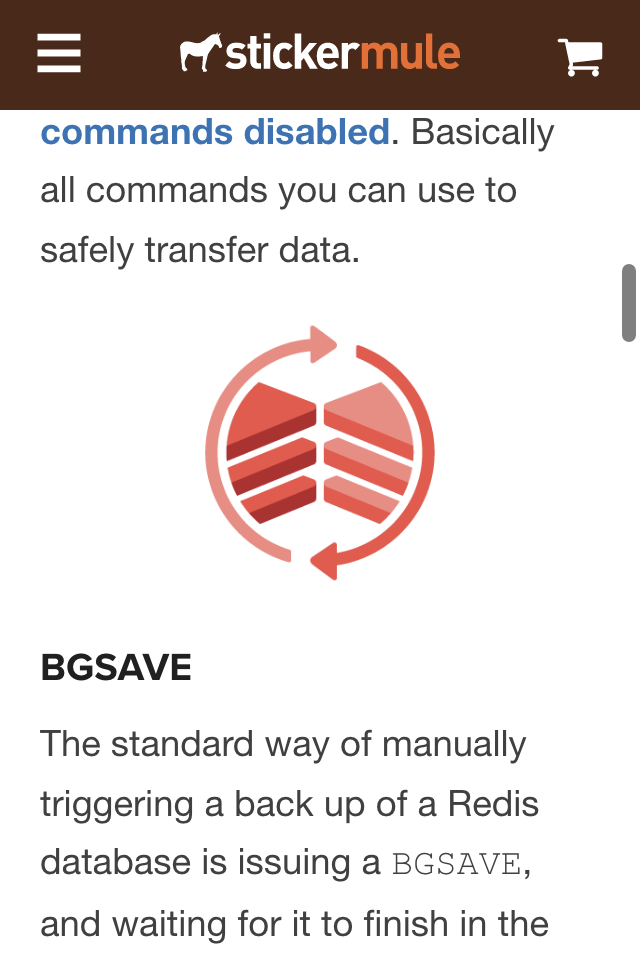 stickermule
commands disabled. Basically
all commands you can use to
safely transfer data.
BGSAVE
The standard way of manually
triggering a back up of a Redis
database is issuing a BGSAVE,
and waiting for it to finish in the